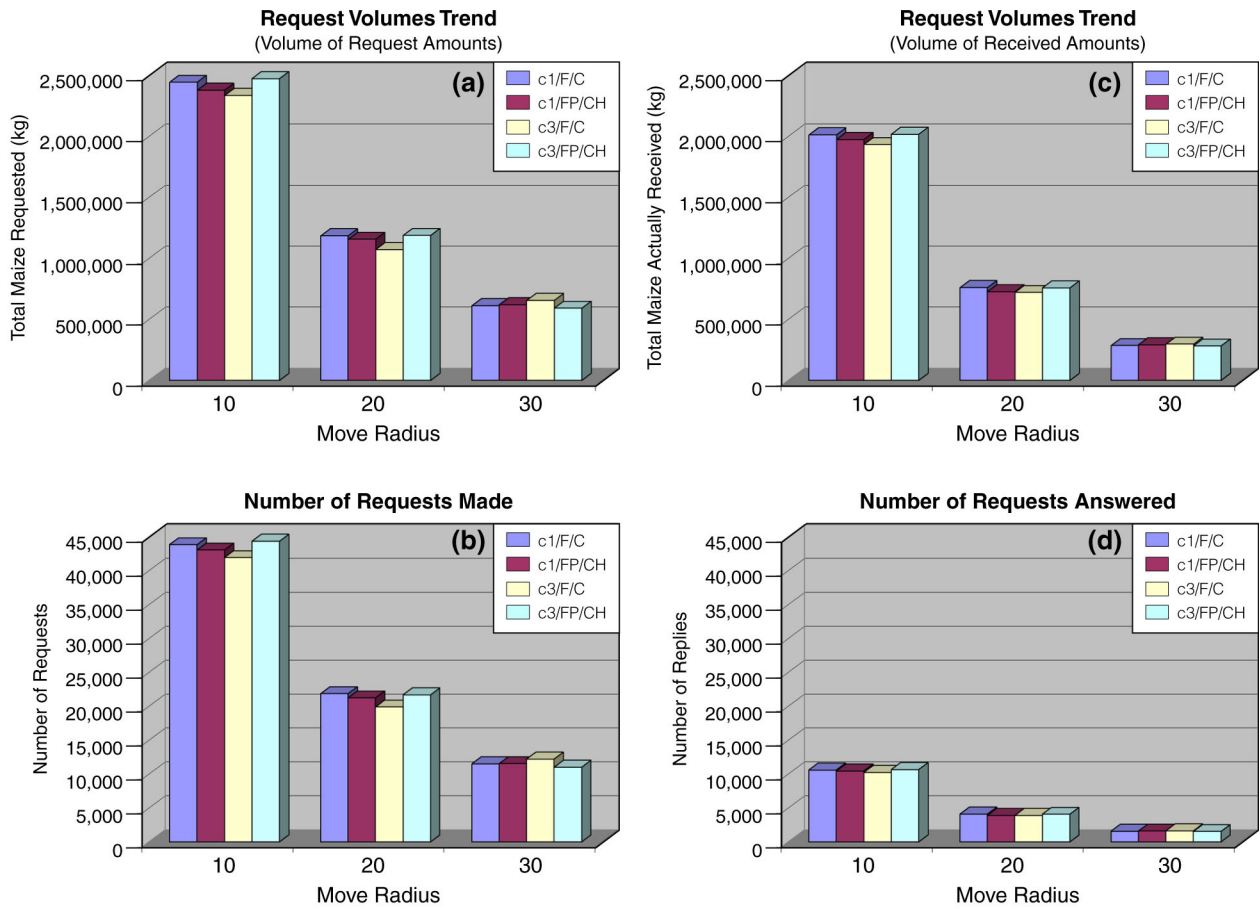 Request Volumes Trend
(Volume of Request Amounts)
(a)
c1/F/C
c1/FP/CH
c3/F/C
c3/FP/CH
Total Maize Requested (kg)
2,500,000
2,000,000
1,500,000
1,000,000
500,000
0
10 20 30
Move Radius
Request Volumes Trend
(Volume of Received Amounts)
(c)
c1/F/C
c1/FP/CH
c3/F/C
c3/FP/CH
Total Maize Actually Received (kg)
2,500,000
2,000,000
1,500,000
1,000,000
500,000
0
10 20 30
Move Radius
Number of Requests Made
(b)
c1/F/C
c1/FP/CH
c3/F/C
c3/FP/CH
Number of Requests
45,000
40,000
35,000
30,000
25,000
20,000
15,000
10,000
5,000
0
10 20 30
Move Radius
Number of Requests Answered
(d)
c1/F/C
c1/FP/CH
c3/F/C
c3/FP/CH
Number of Replies
45,000
40,000
35,000
30,000
25,000
20,000
15,000
10,000
5,000
0
10 20 30
Move Radius